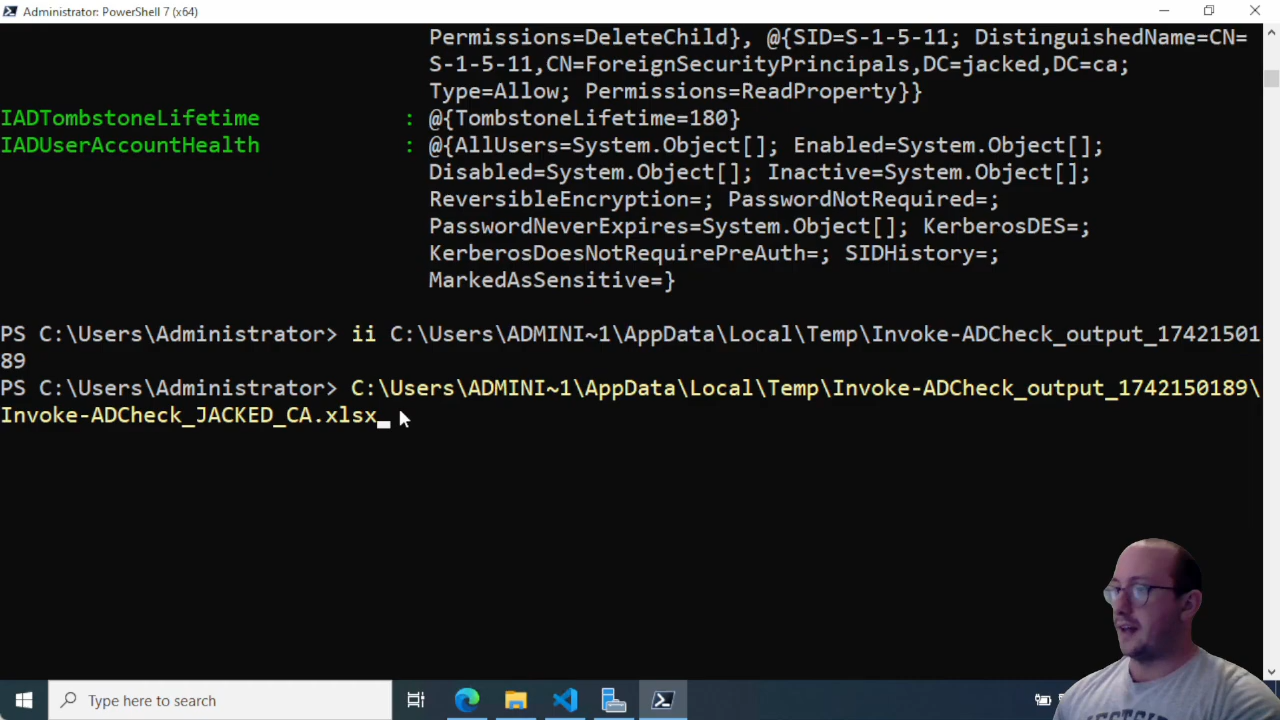 Administrator: PowerShell 7 (x64)
Permissions=DeleteChild}, @{SID=S-1-5-11; DistinguishedName=CN=
S-1-5-11,CN=ForeignSecurityPrincipals,DC=jacked,DC=ca;
Type=Allow; Permissions=ReadProperty}}
IADTombstoneLifetime : @{TombstoneLifetime=180}
IADUserAccountHealth : @{AllUsers=System.Object[]; Enabled=System.Object[];
Disabled=System.Object[]; Inactive=System.Object[];
ReversibleEncryption=; PasswordNotRequired=;
PasswordNeverExpires=System.Object[]; KerberosDES=;
KerberosDoesNotRequirePreAuth=; SIDHistory=;
MarkedAsSensitive=}
PS C:\Users\Administrator> ii C:\Users\ADMINI~1\AppData\Local\Temp\Invoke-ADCheck_output_17421501
89
PS C:\Users\Administrator> C:\Users\ADMINI~1\AppData\Local\Temp\Invoke-ADCheck_output_1742150189\
Invoke-ADCheck_JACKED_CA.xlsx
Type here to search